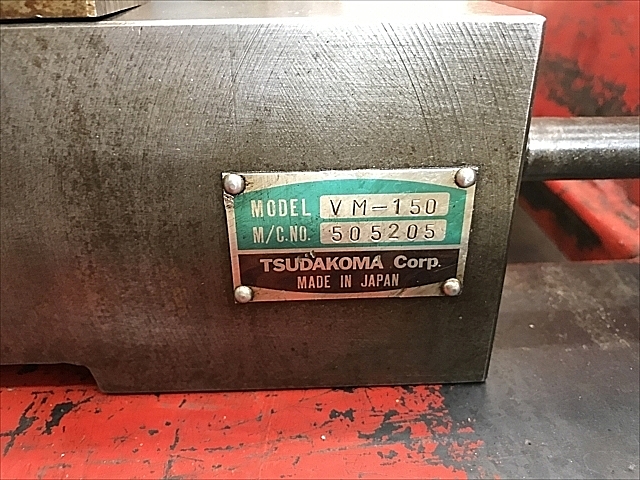 MODEL VM-150
M/C.NO. 505205
TSUDAKOMA Corp.
MADE IN JAPAN